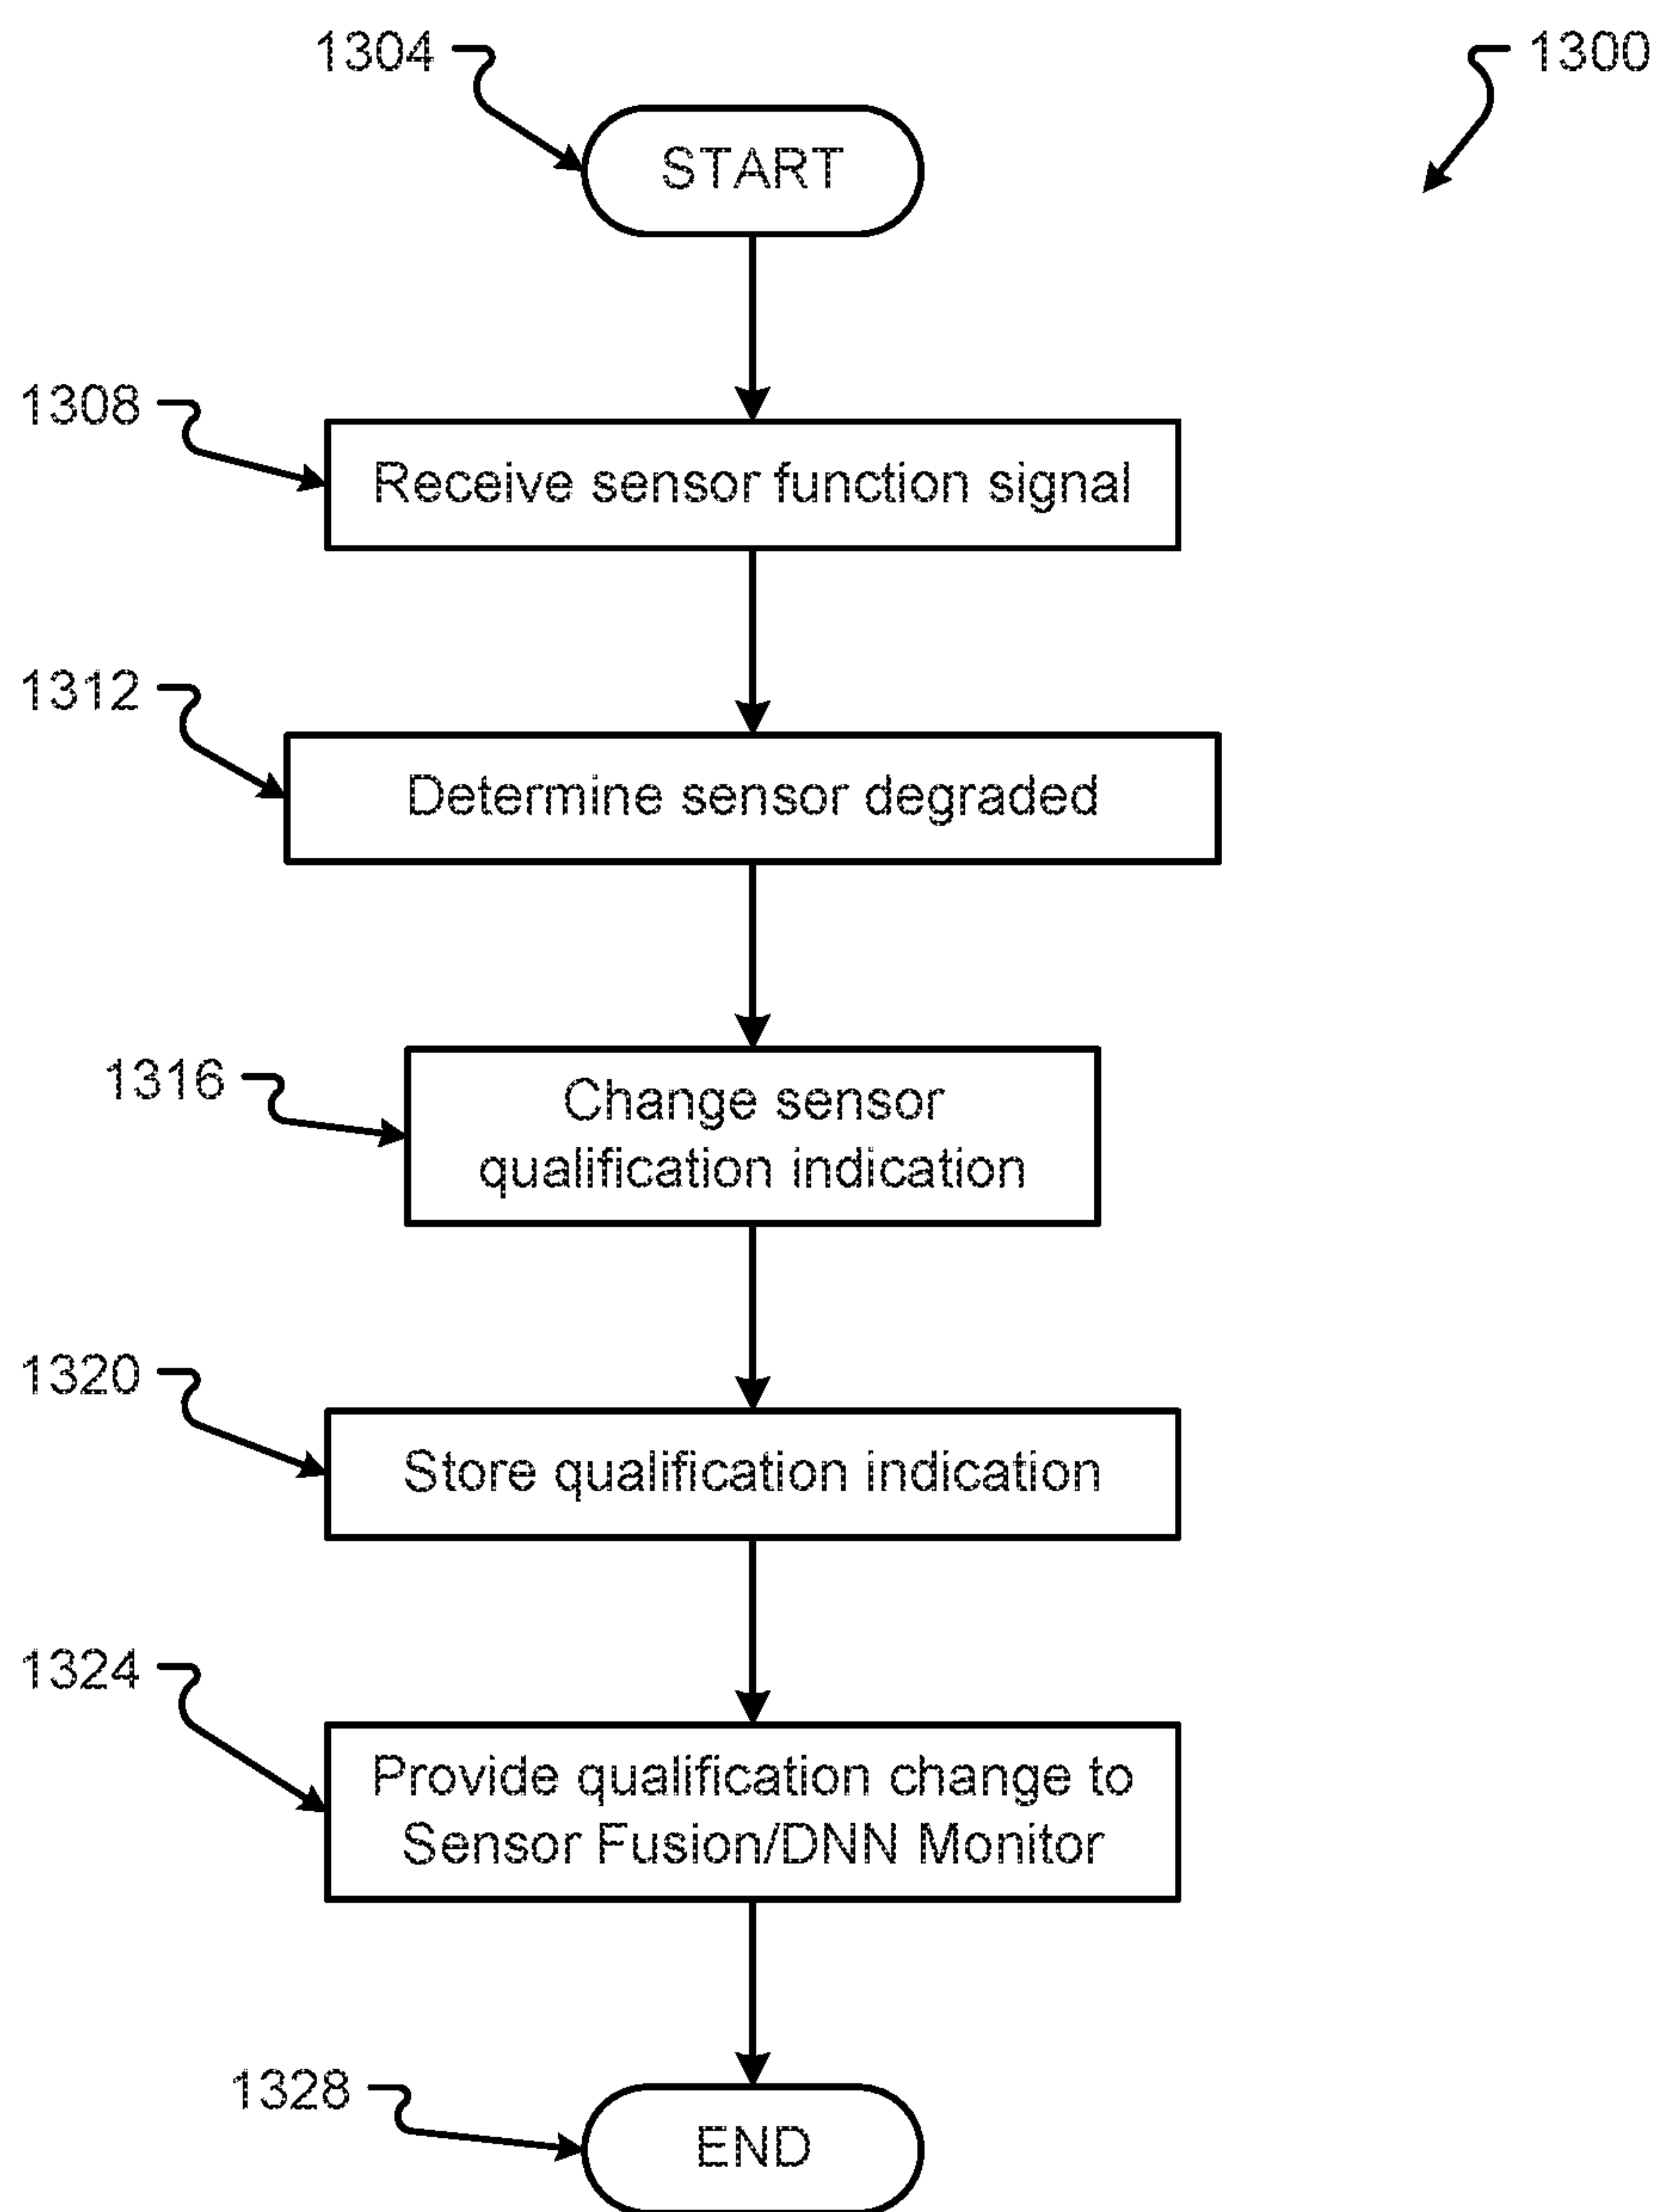 1304
1300
START
1308
Receive sensor function signal
1312
Determine sensor degraded
1316
Change sensor
qualification indication
1320
Store qualification indication
1324
Provide qualification change to
Sensor Fusion/DNN Monitor
1328
END